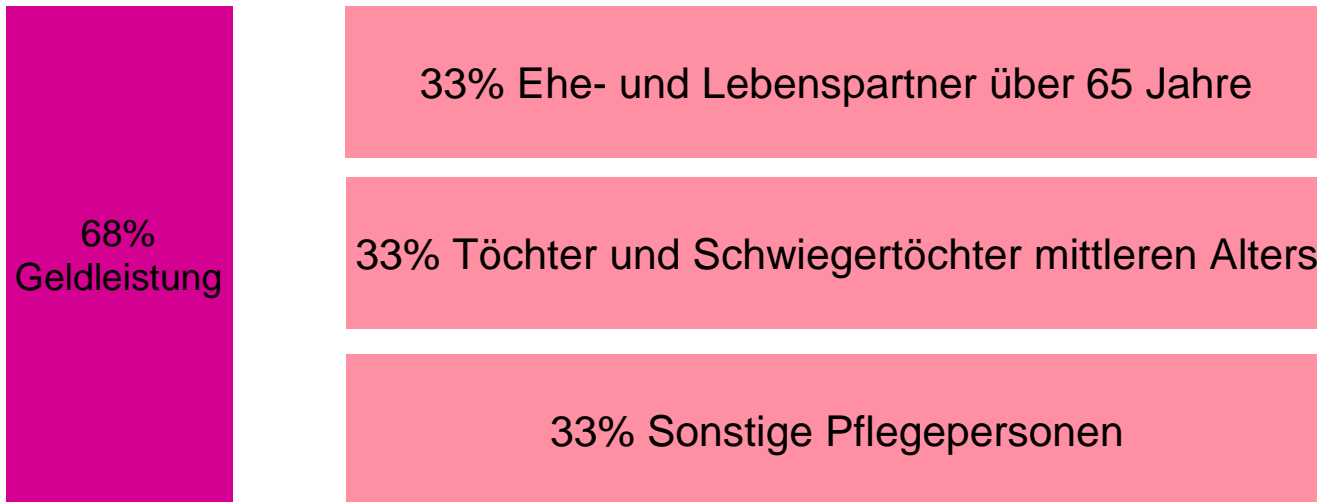 68%
Geldleistung
33% Ehe- und Lebenspartner über 65 Jahre
33% Töchter und Schwiegertöchter mittleren Alters
33% Sonstige Pflegepersonen